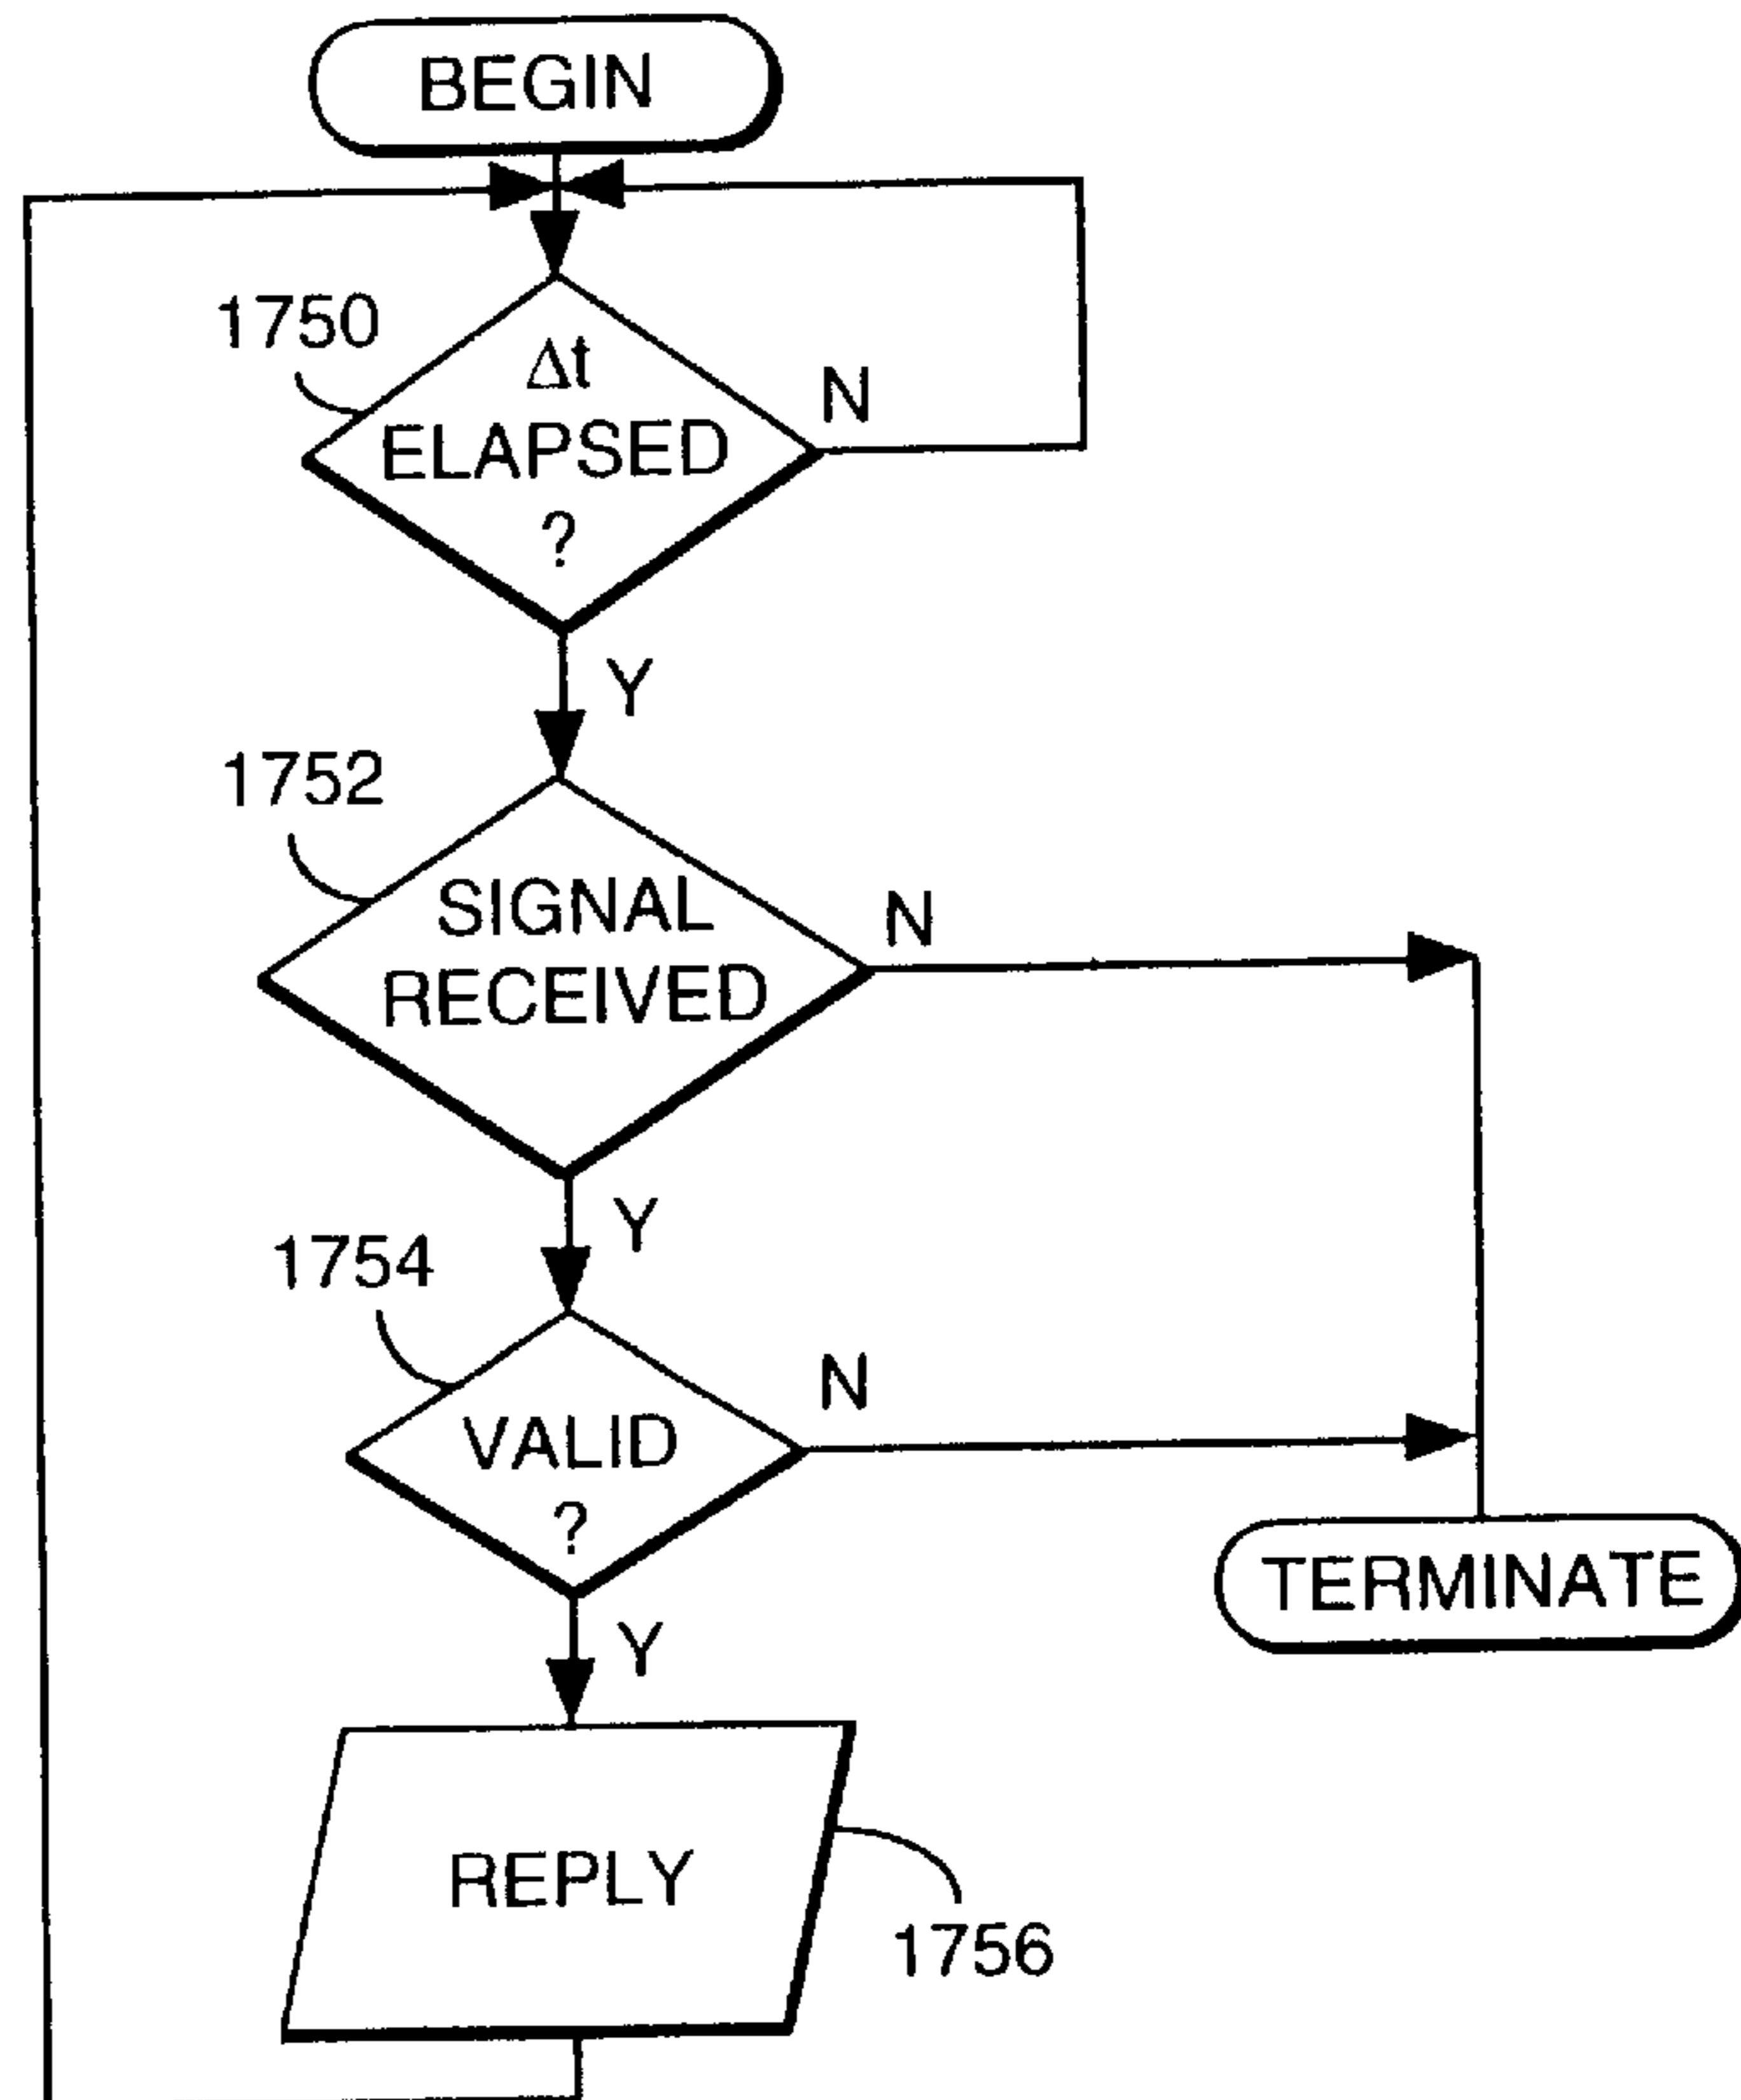 BEGIN
1750
Δt
ELAPSED
?
N
Y
1752
SIGNAL
RECEIVED
N
Y
1754
VALID
?
N
TERMINATE
Y
REPLY
1756